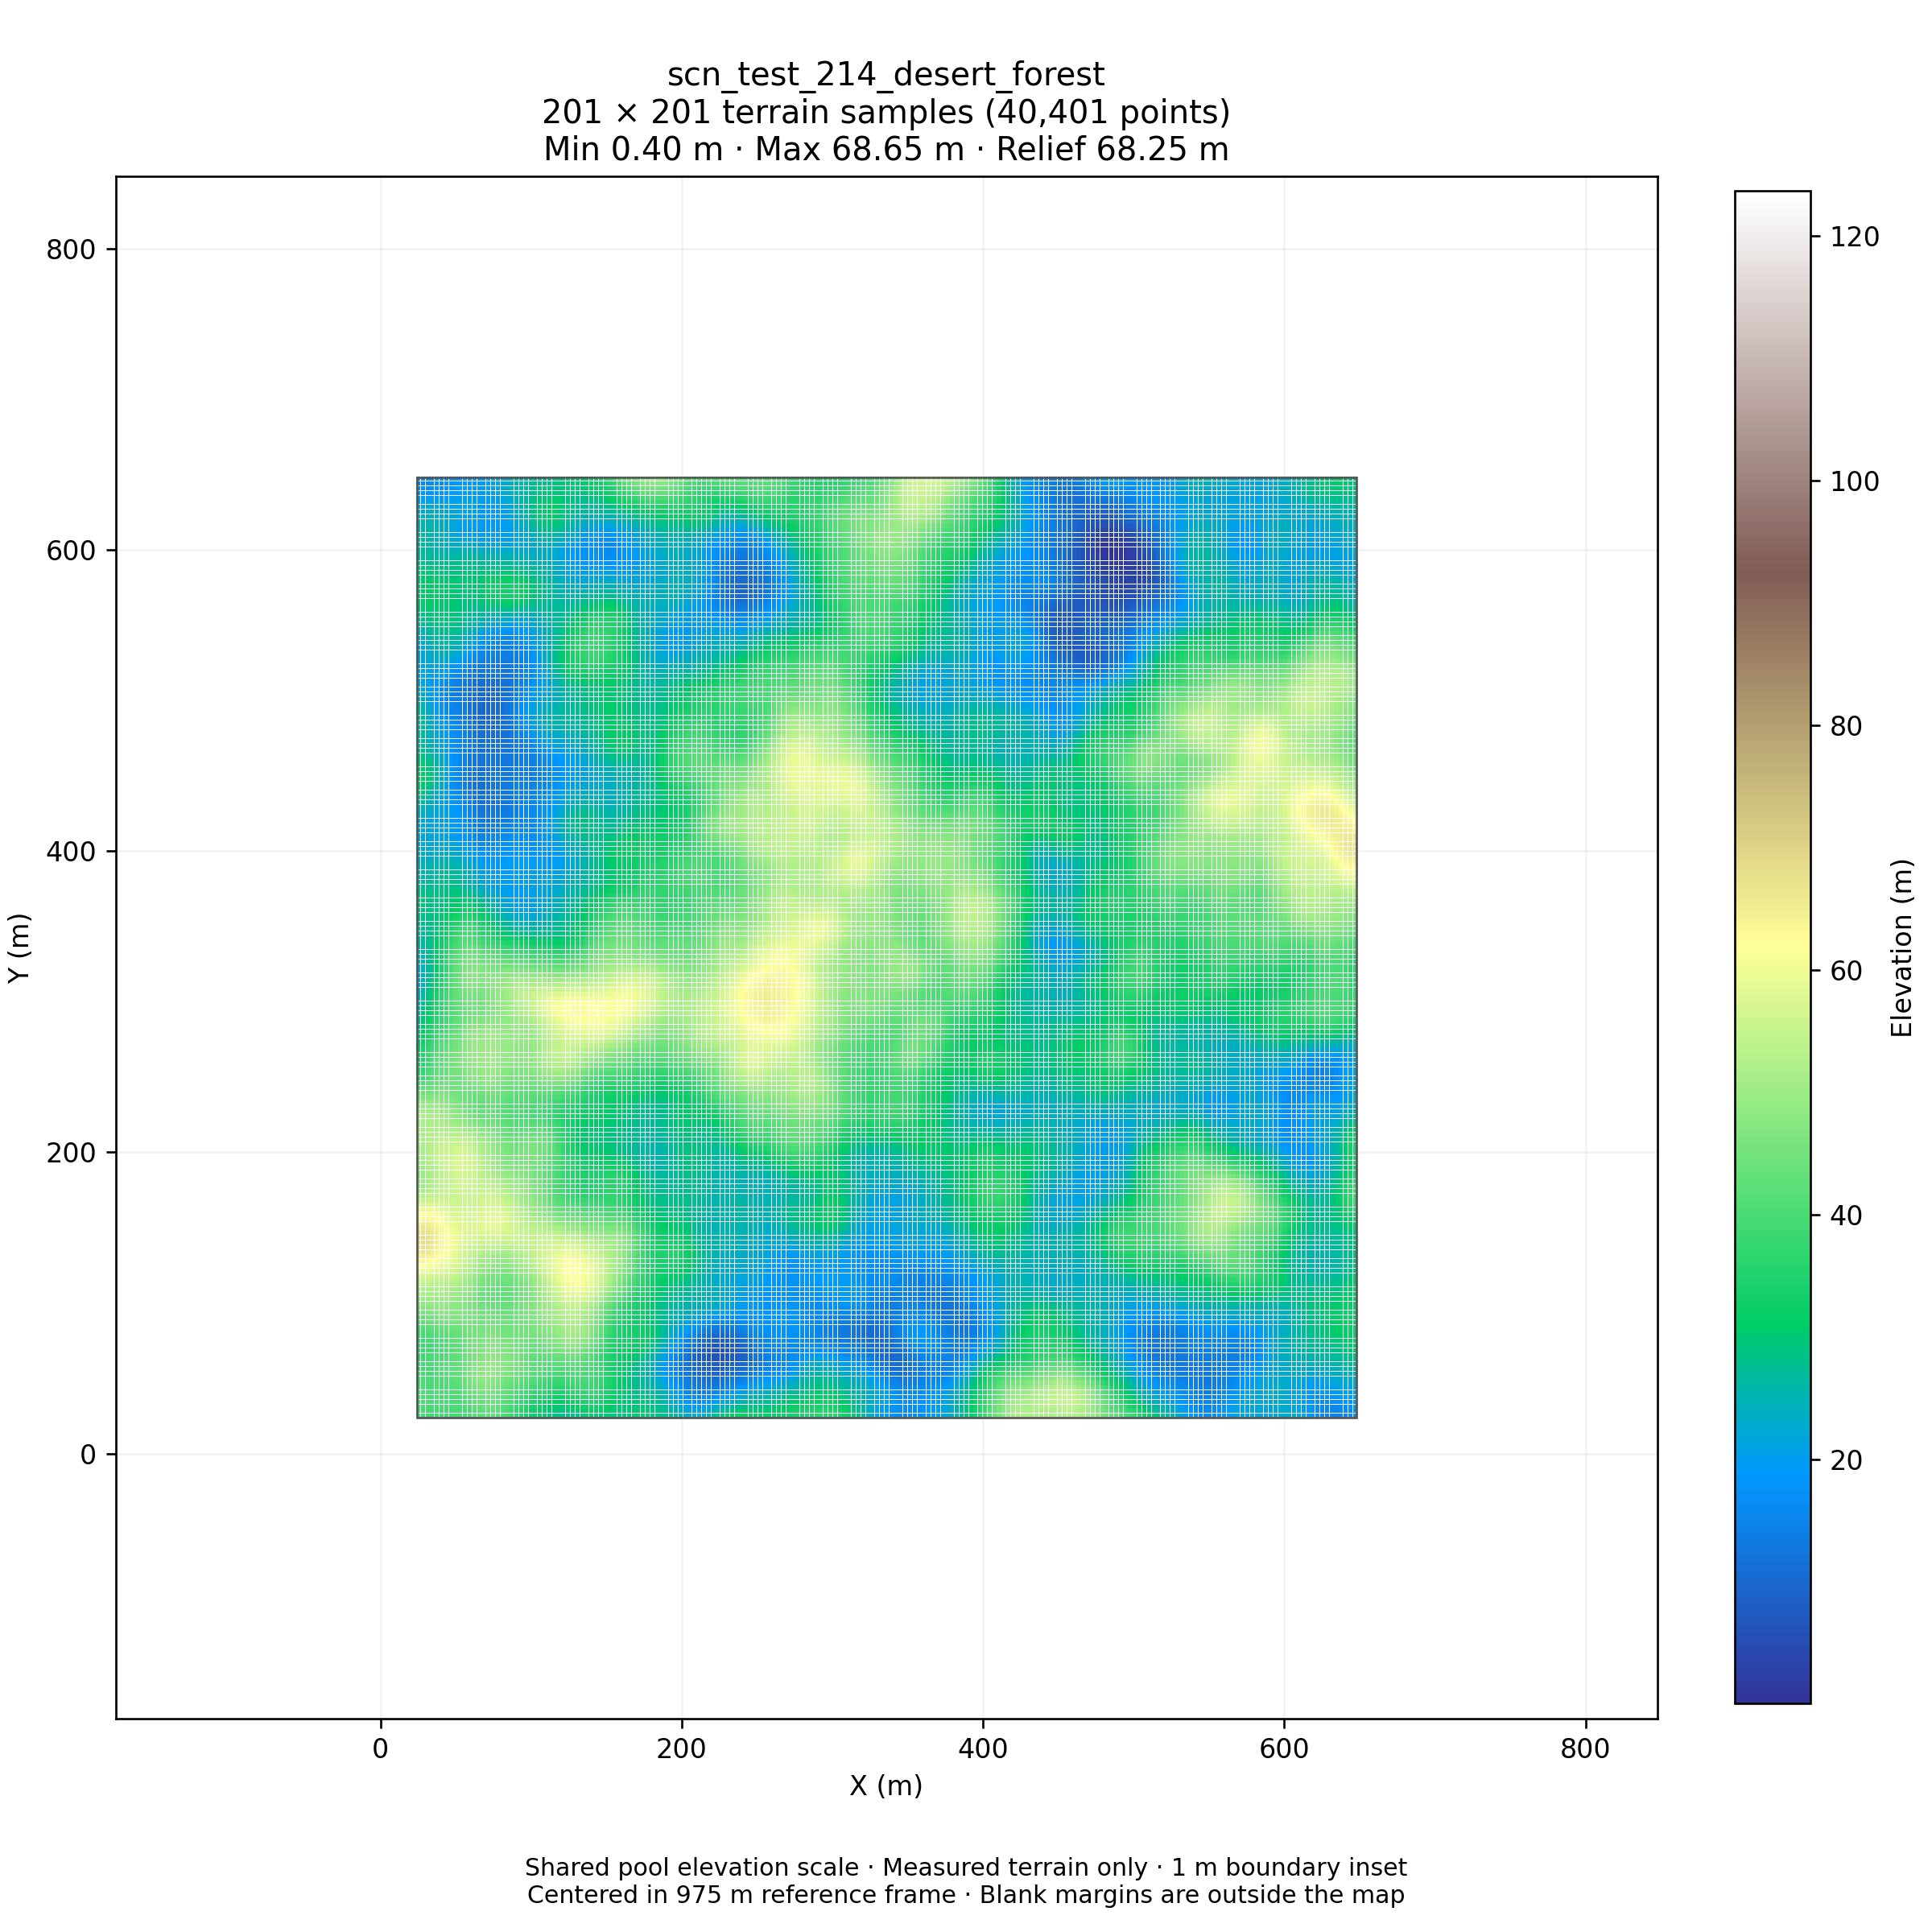 scn_test_214_desert_forest
201 × 201 terrain samples (40,401 points)
Min 0.40 m · Max 68.65 m · Relief 68.25 m
800
600
400
200
0
Y (m)
0
200
400
600
800
X (m)
120
100
80
60
40
20
Elevation (m)
Shared pool elevation scale · Measured terrain only · 1 m boundary inset
Centered in 975 m reference frame · Blank margins are outside the map